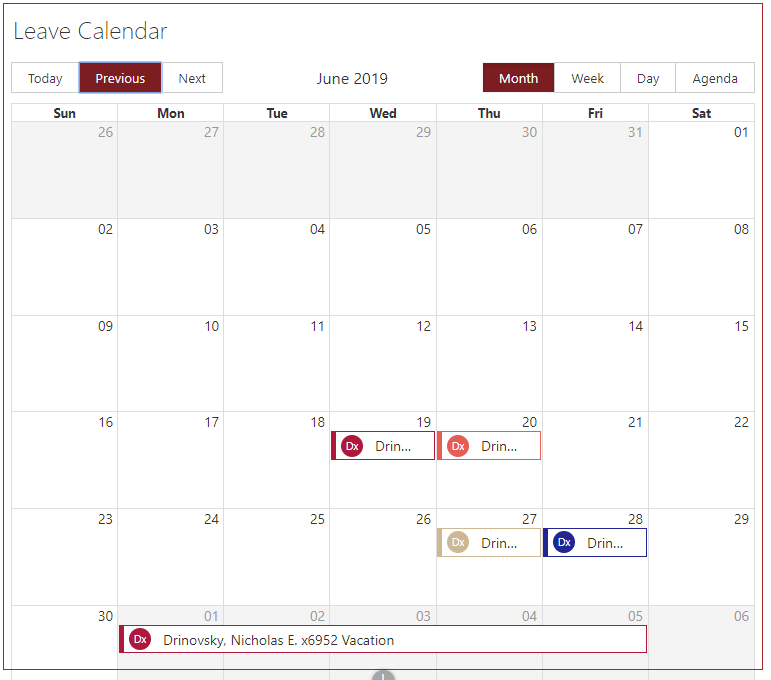 Leave Calendar
Today Previous Next June 2019 Month Week Day Agenda
Sun Mon Tue Wed Thu Fri Sat
26 27 28 29 30 31 01
02 03 04 05 06 07 08
09 10 11 12 13 14 15
16 17 18 19 20 21 22
Dx Drin... Dx Drin...
23 24 25 26 27 28 29
Dx Drin... Dx Drin...
30 01 02 03 04 05 06
Dx Drinovsky, Nicholas E. x6952 Vacation